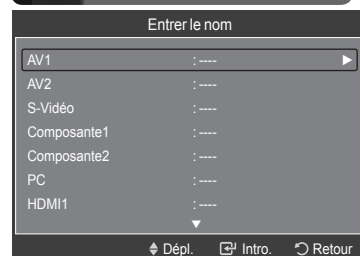 Entrer le nom
AV1 : ----
AV2 : ----
S-Vidéo : ----
Composante1 : ----
Composante2 : ----
PC : ----
HDMI1 : ----
Dépl. Intro. Retour